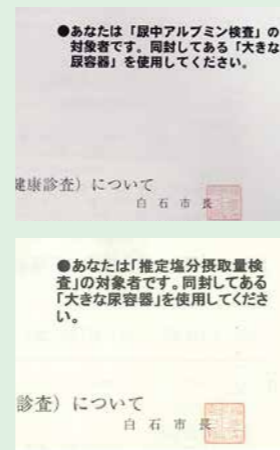 ●あなたは「尿中アルブミン検査」の
対象者です。同封してある「大きな
尿容器」を使用してください。
健康診査）について
白石市長
●あなたは「推定塩分摂取量検
査」の対象者です。同封してある
「大きな尿容器」を使用してくださ
い。
診査）について
白石市長